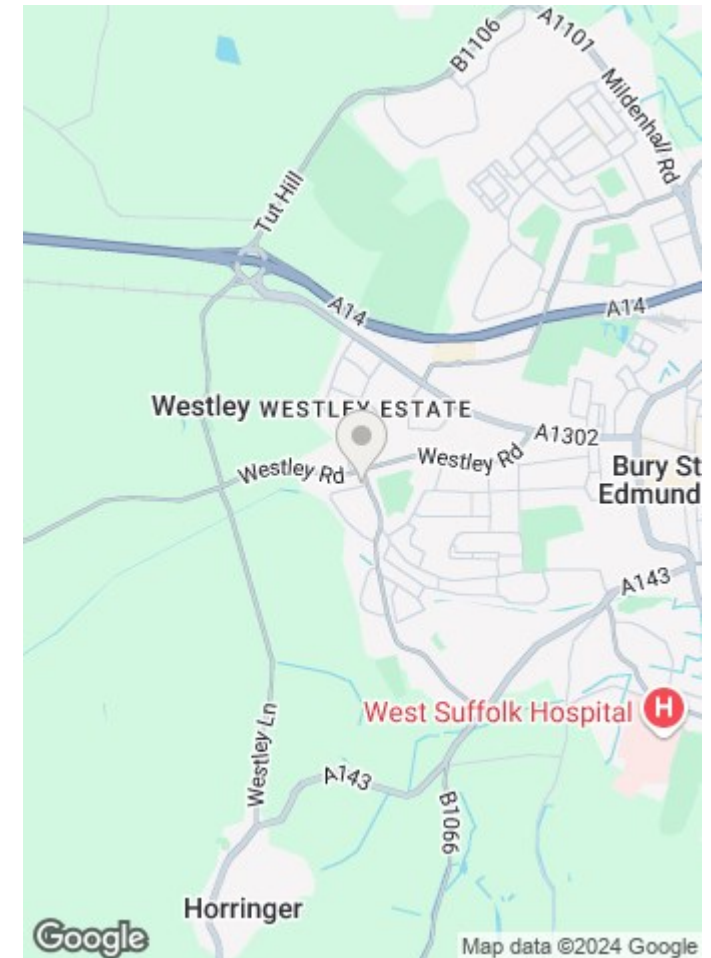 A1101
B1106
Mildenhall Rd
Tut Hill
A14
A14
Westley
WESTLEY ESTATE
A1302
Westley Rd
Westley Rd
Bury St
Edmund
A143
West Suffolk Hospital
H
Westley Ln
A143
B1066
Horringer
Google
Map data ©2024 Google